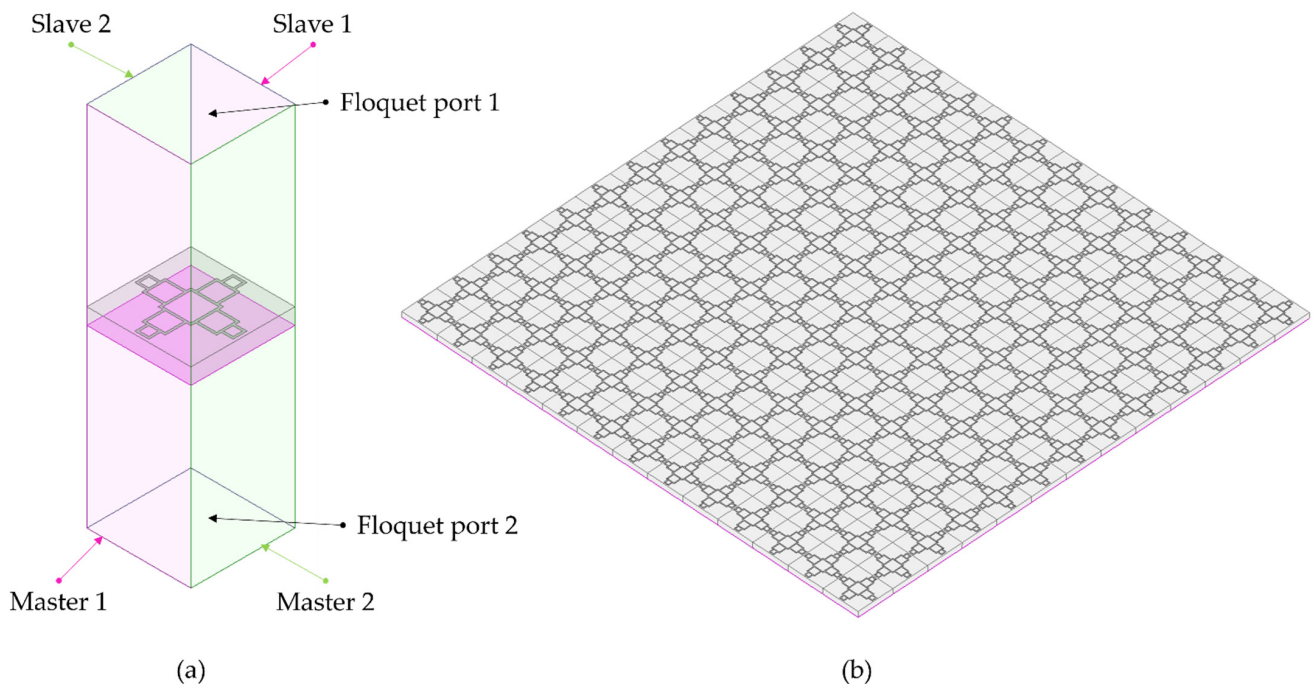 Slave 2
Slave 1
Floquet port 1
Floquet port 2
Master 1
Master 2
(a)
(b)